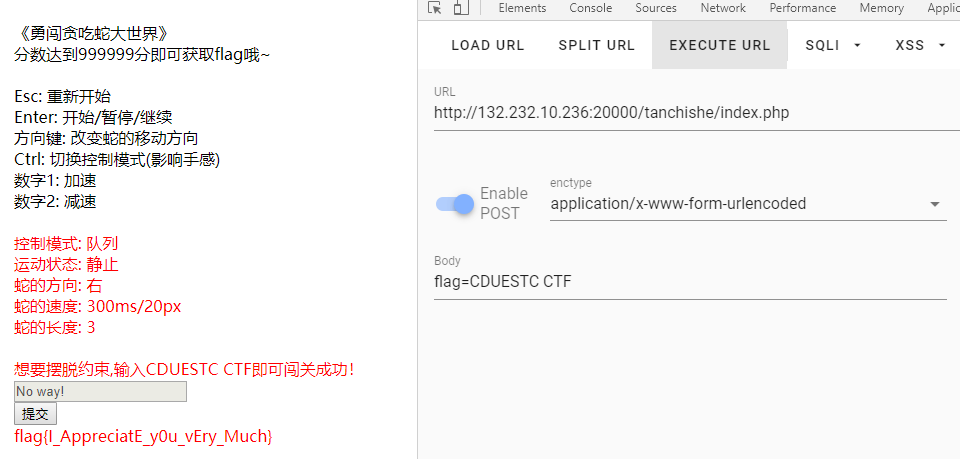 《勇闯贪吃蛇大世界》
分数达到999999分即可获取flag哦~
Esc: 重新开始
Enter: 开始/暂停/继续
方向键: 改变蛇的移动方向
Ctrl: 切换控制模式(影响手感)
数字1: 加速
数字2: 减速
控制模式: 队列
运动状态: 静止
蛇的方向: 右
蛇的速度: 300ms/20px
蛇的长度: 3
想要摆脱约束,输入CDUESTC CTF即可闯关成功!
No way!
提交
flag{I_AppreciatE_y0u_vEry_Much}
Elements Console Sources Network Performance Memory Applic
LOAD URL SPLIT URL EXECUTE URL SQLI XSS
URL
http://132.232.10.236:20000/tanchishe/index.php
Enable POST
enctype
application/x-www-form-urlencoded
Body
flag=CDUESTC CTF